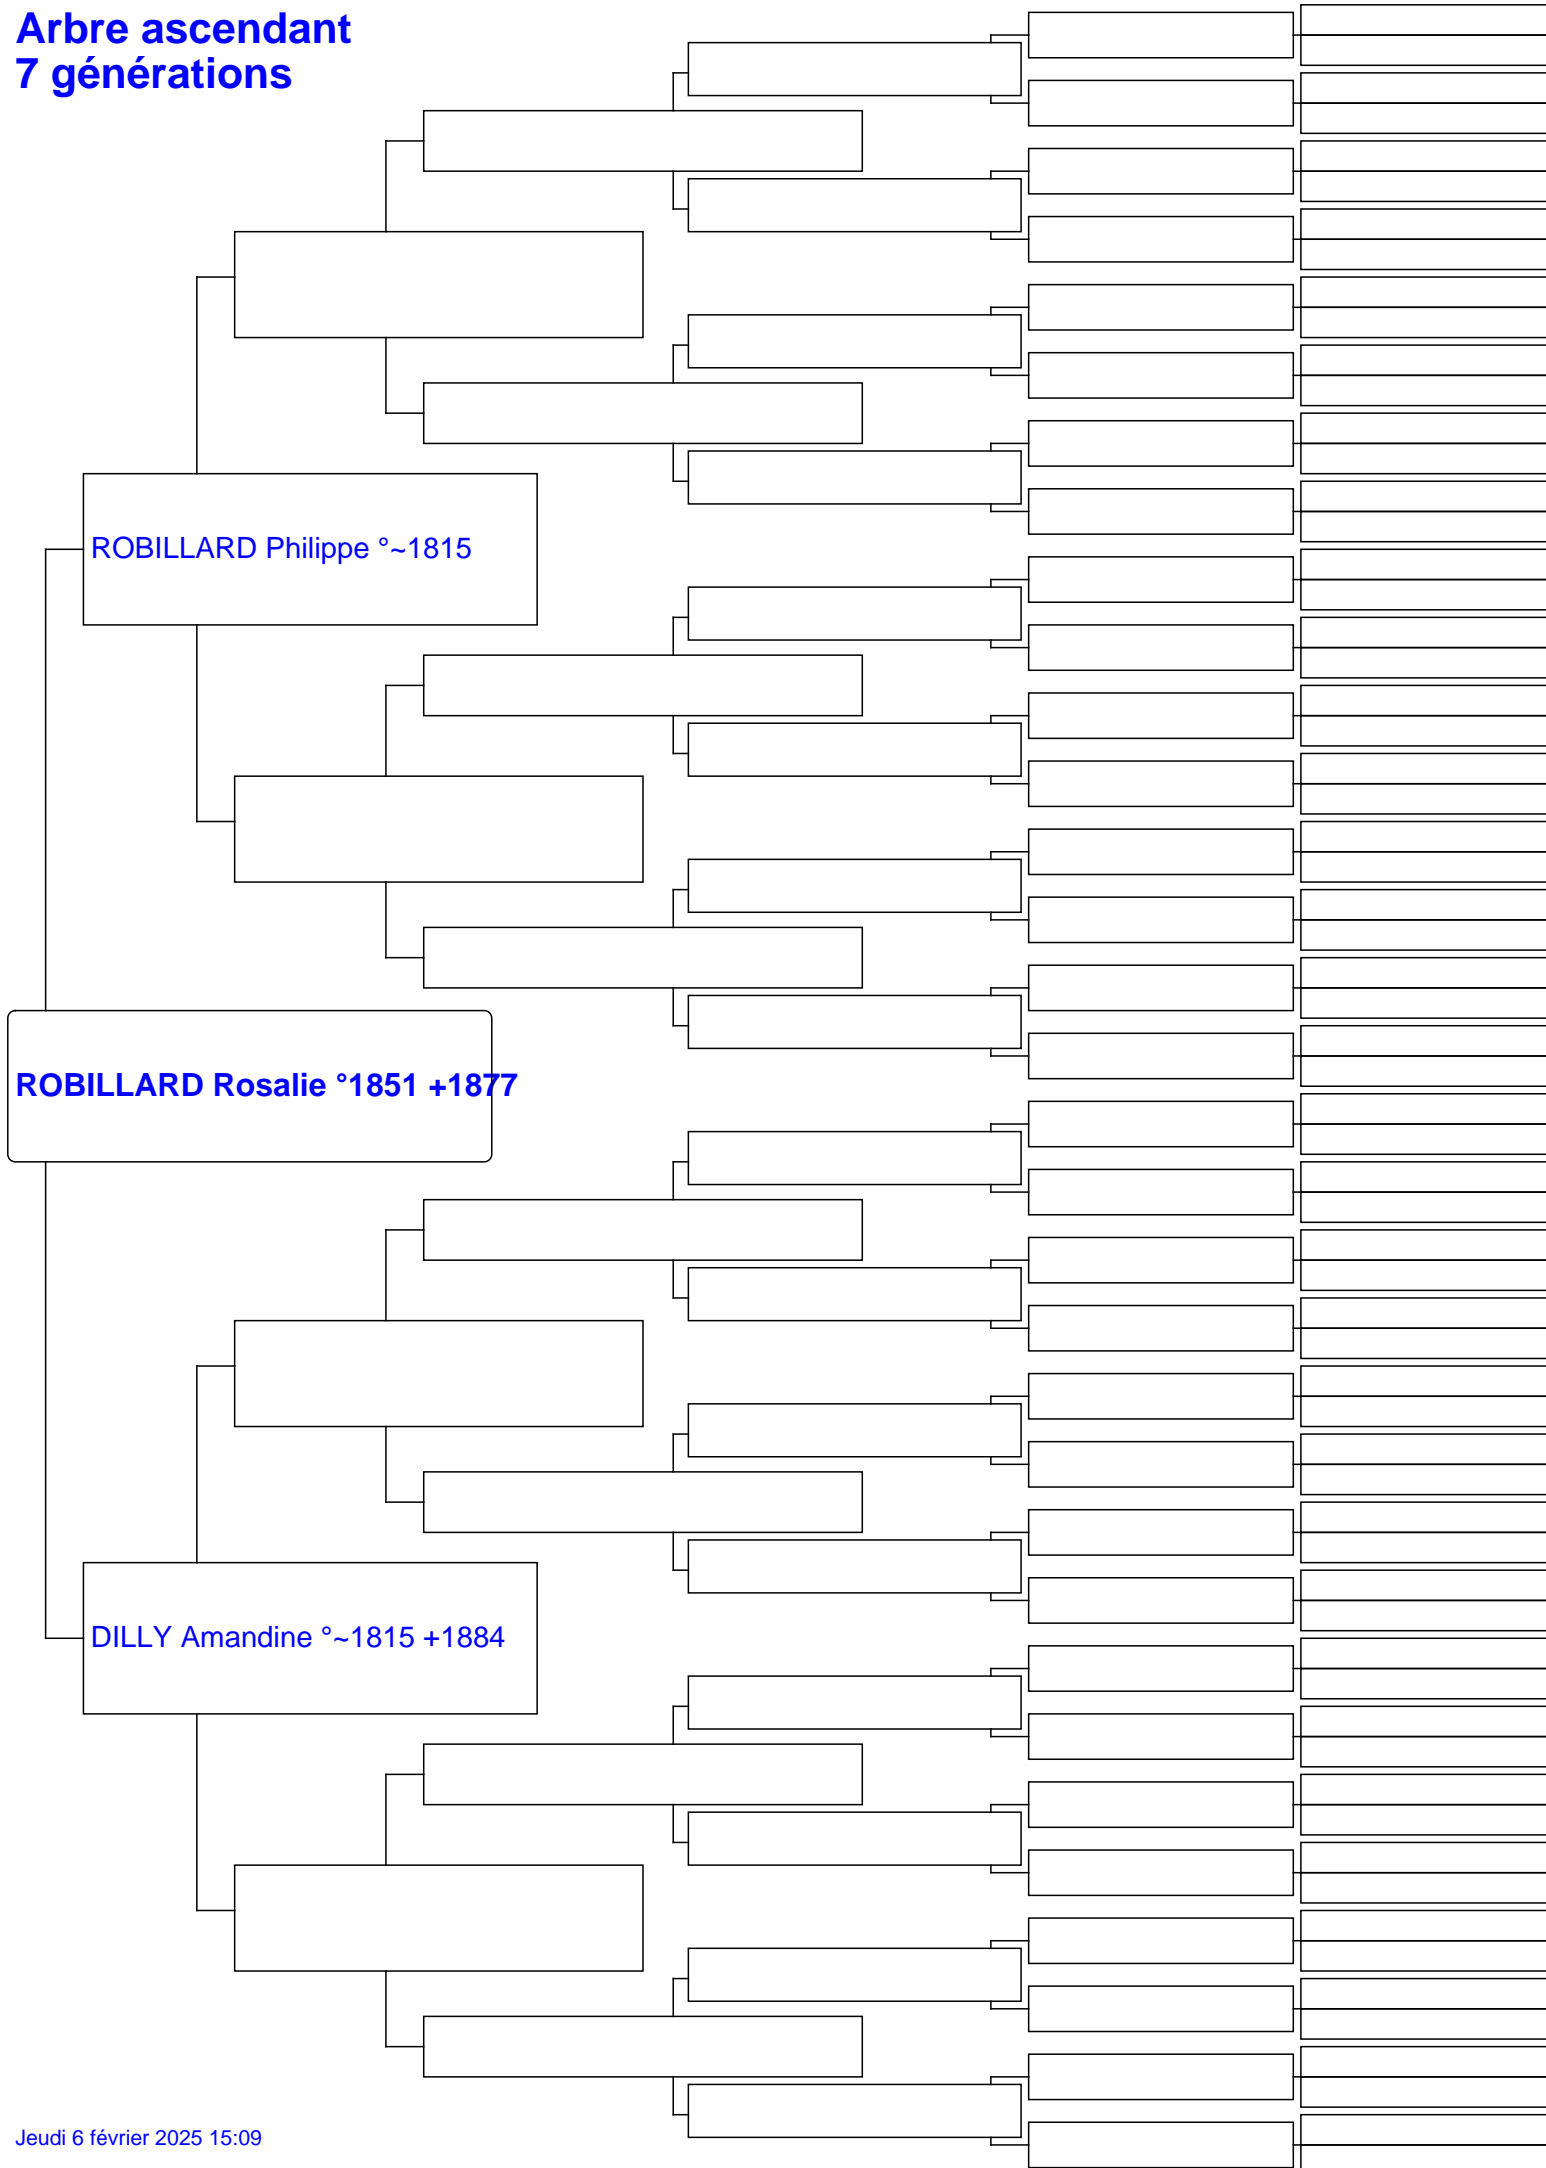 Arbre ascendant
7 générations
ROBILLARD Philippe °~1815
ROBILLARD Rosalie °1851 +1877
DILLY Amandine °~1815 +1884
Jeudi 6 février 2025 15:09